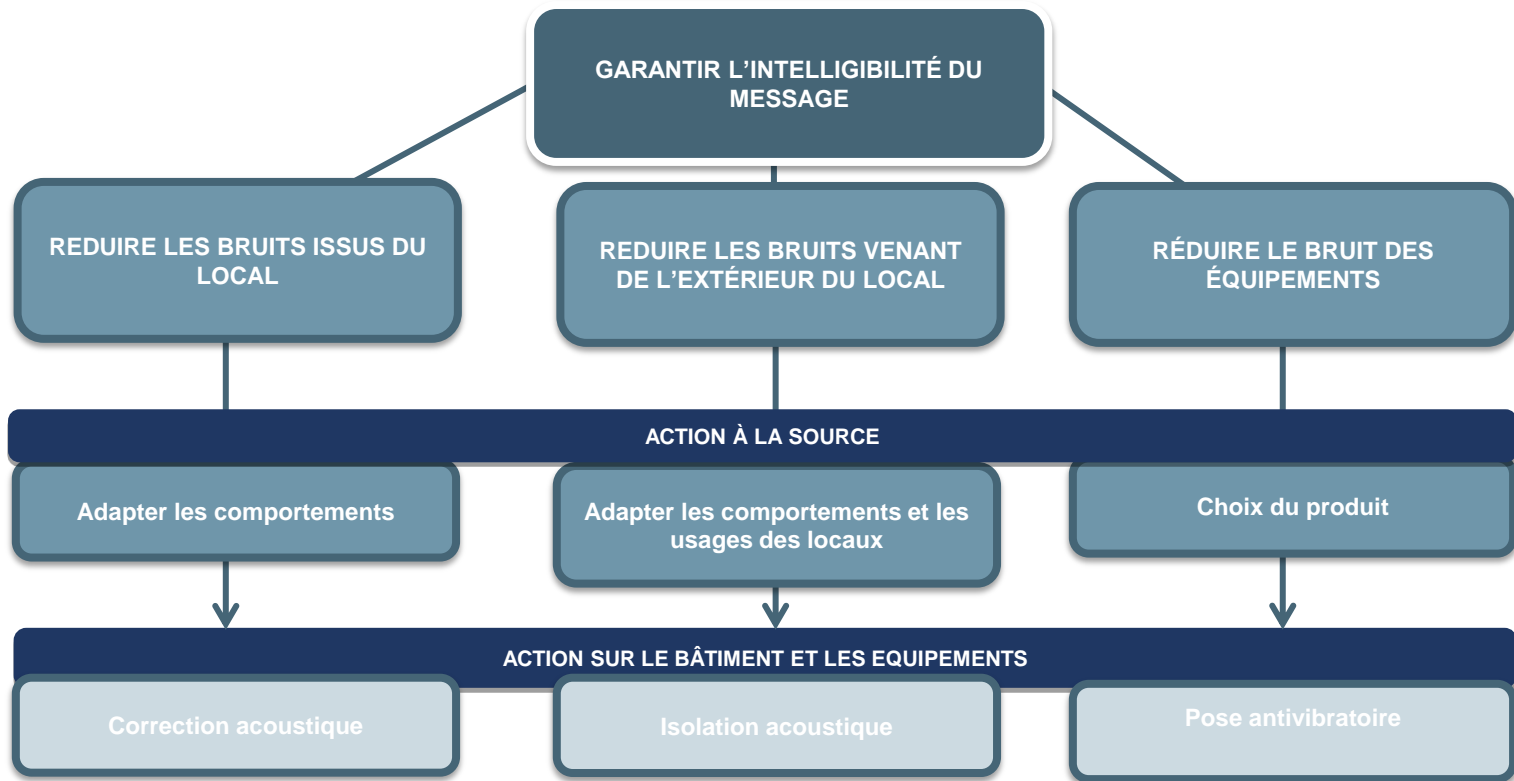 GARANTIR L’INTELLIGIBILITÉ DU
MESSAGE
REDUIRE LES BRUITS ISSUS DU
LOCAL
REDUIRE LES BRUITS VENANT
DE L’EXTÉRIEUR DU LOCAL
RÉDUIRE LE BRUIT DES
ÉQUIPEMENTS
ACTION À LA SOURCE
Adapter les comportements
Adapter les comportements et les
usages des locaux
Choix du produit
ACTION SUR LE BÂTIMENT ET LES EQUIPEMENTS
Correction acoustique
Isolation acoustique
Pose antivibratoire